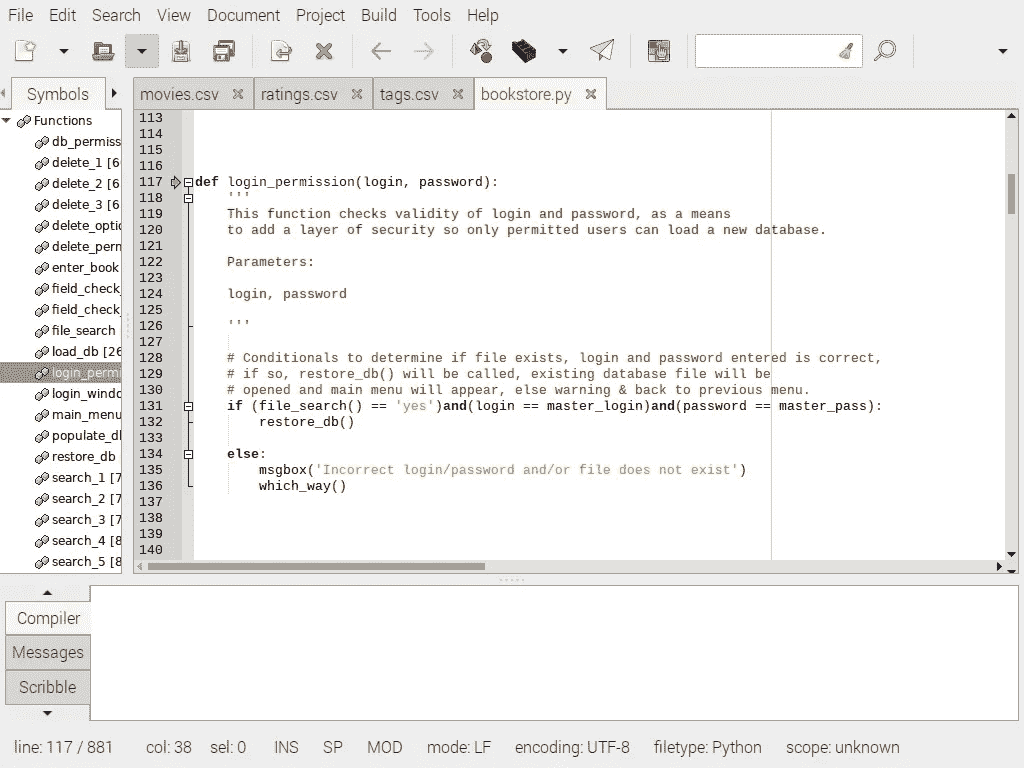 File Edit Search View Document Project Build Tools Help
Symbols
movies.csv
ratings.csv
tags.csv
bookstore.py
Functions
db_permiss
delete_1 [6
delete_2 [6
delete_3 [6
delete_optic
delete_perm
enter_book
field_check_
field_check_
file_search
load_db [26
login_permi
login_windo
main_menu
populate_d
restore_db
search_1 [7
search_2 [7
search_3 [7
search_4 [8
search_5 [8
113
114
115
116
117 def login_permission(login, password):
118 '''
119 This function checks validity of login and password, as a means
120 to add a layer of security so only permitted users can load a new database.
121
122 Parameters:
123
124 login, password
125
126 '''
127
128 # Conditionals to determine if file exists, login and password entered is correct,
129 # if so, restore_db() will be called, existing database file will be
130 # opened and main menu will appear, else warning & back to previous menu.
131 if (file_search() == 'yes')and(login == master_login)and(password == master_pass):
132 restore_db()
133
134 else:
135 msgbox('Incorrect login/password and/or file does not exist')
136 which_way()
137
138
139
140
Compiler
Messages
Scribble
line: 117 / 881 col: 38 sel: 0 INS SP MOD mode: LF encoding: UTF-8 filetype: Python scope: unknown